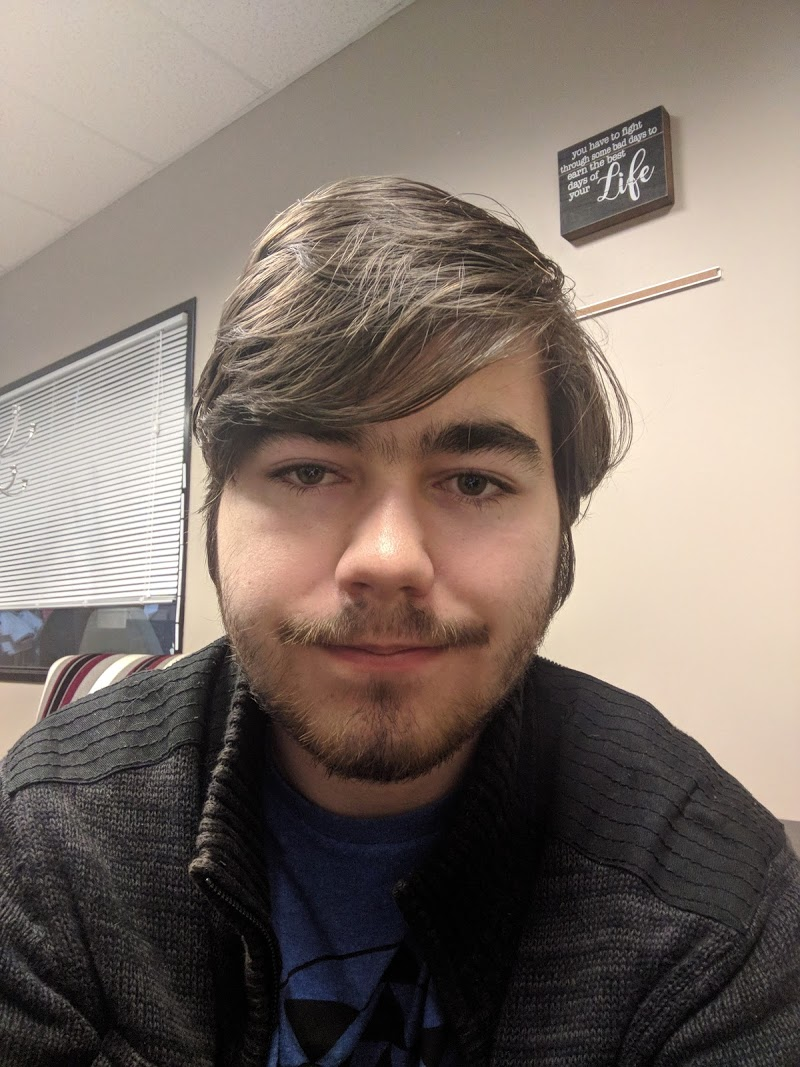 you have to fight
through some bad days to
earn the best
days of
your Life